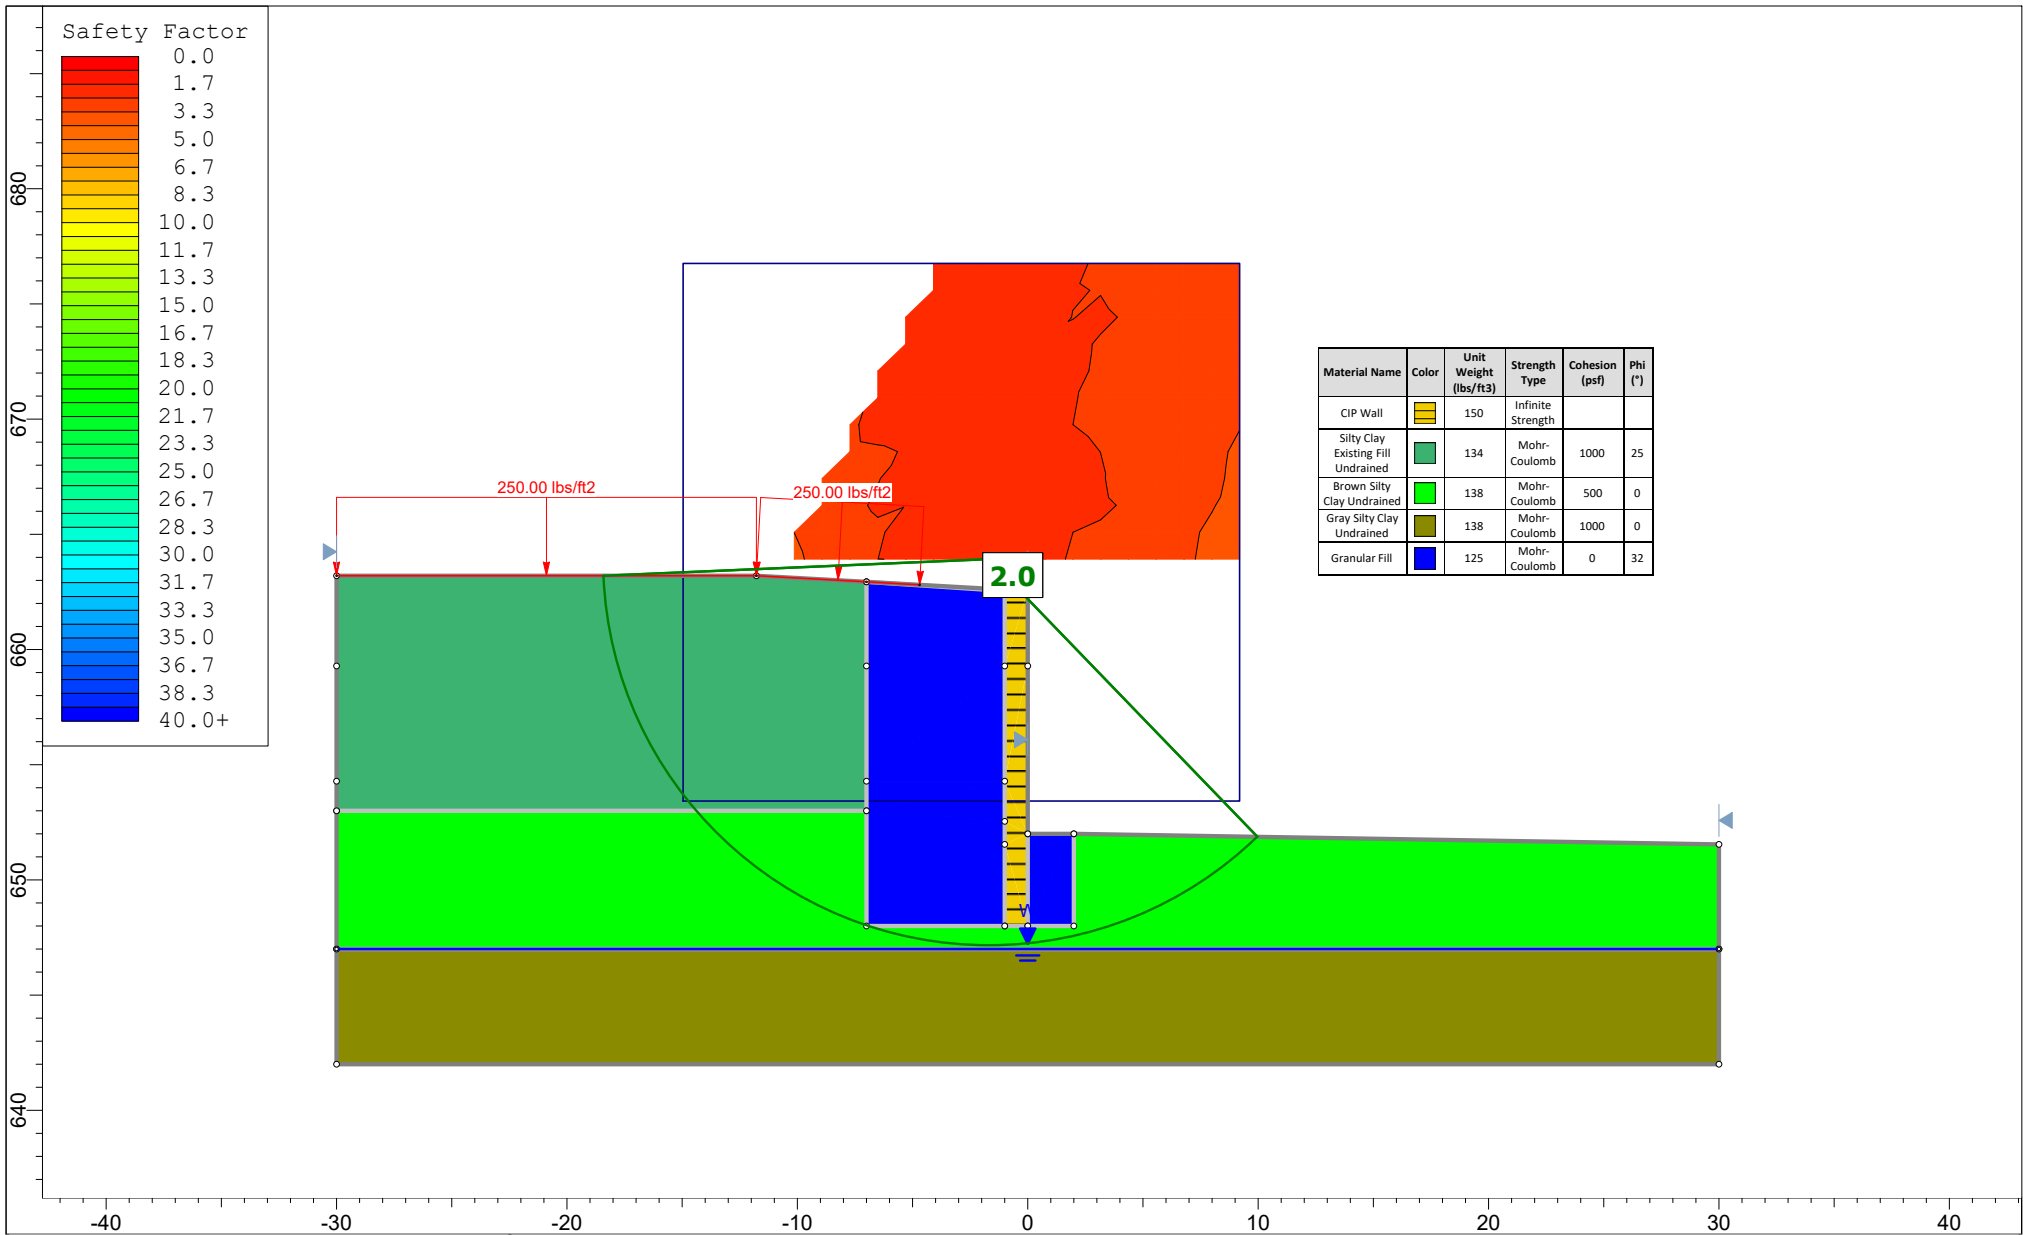 Safety Factor
0.0
1.7
3.3
5.0
6.7
8.3
10.0
11.7
13.3
15.0
16.7
18.3
20.0
21.7
23.3
25.0
26.7
28.3
30.0
31.7
33.3
35.0
36.7
38.3
40.0+
680
670
660
650
640
250.00 lbs/ft2
250.00 lbs/ft2
2.0
W
Material Name Color Unit Weight (lbs/ft3) Strength Type Cohesion (psf) Phi (°)
CIP Wall 150 Infinite Strength
Silty Clay Existing Fill Undrained 134 Mohr-Coulomb 1000 25
Brown Silty Clay Undrained 138 Mohr-Coulomb 500 0
Gray Silty Clay Undrained 138 Mohr-Coulomb 1000 0
Granular Fill 125 Mohr-Coulomb 0 32
-40 -30 -20 -10 0 10 20 30 40